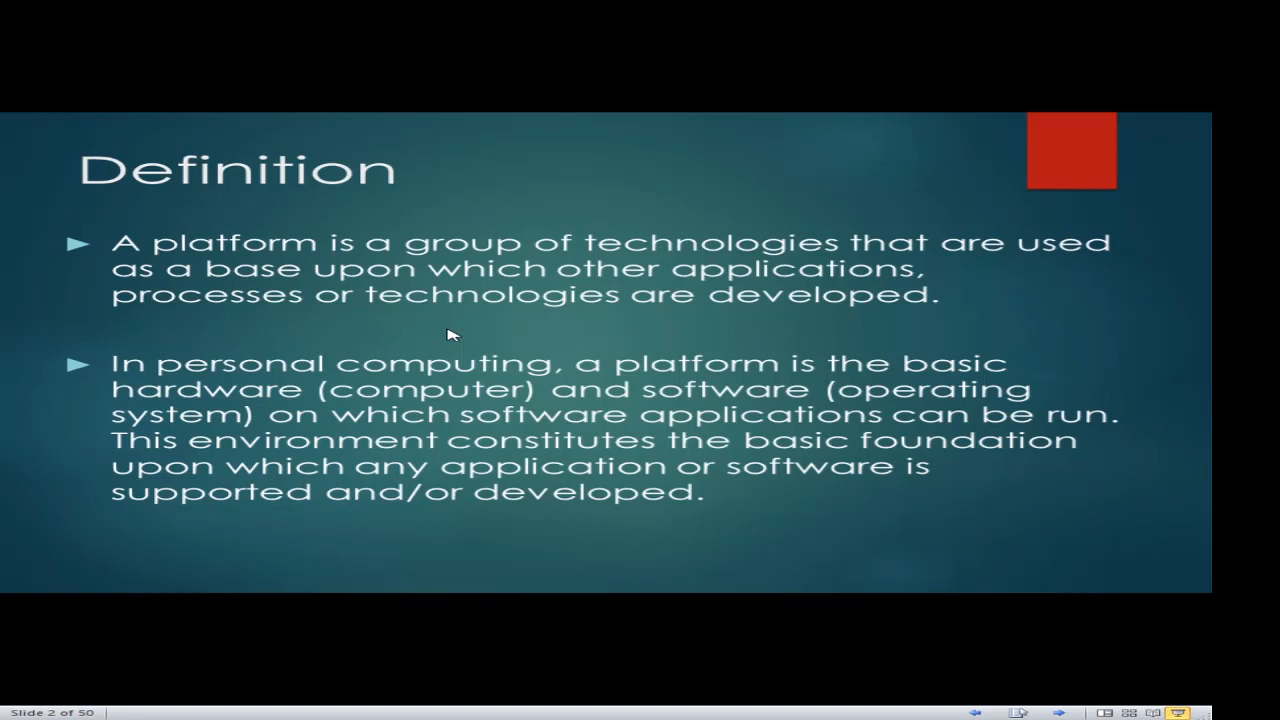 Definition
A platform is a group of technologies that are used
as a base upon which other applications,
processes or technologies are developed.
In personal computing, a platform is the basic
hardware (computer) and software (operating
system) on which software applications can be run.
This environment constitutes the basic foundation
upon which any application or software is
supported and/or developed.
Slide 2 of 50